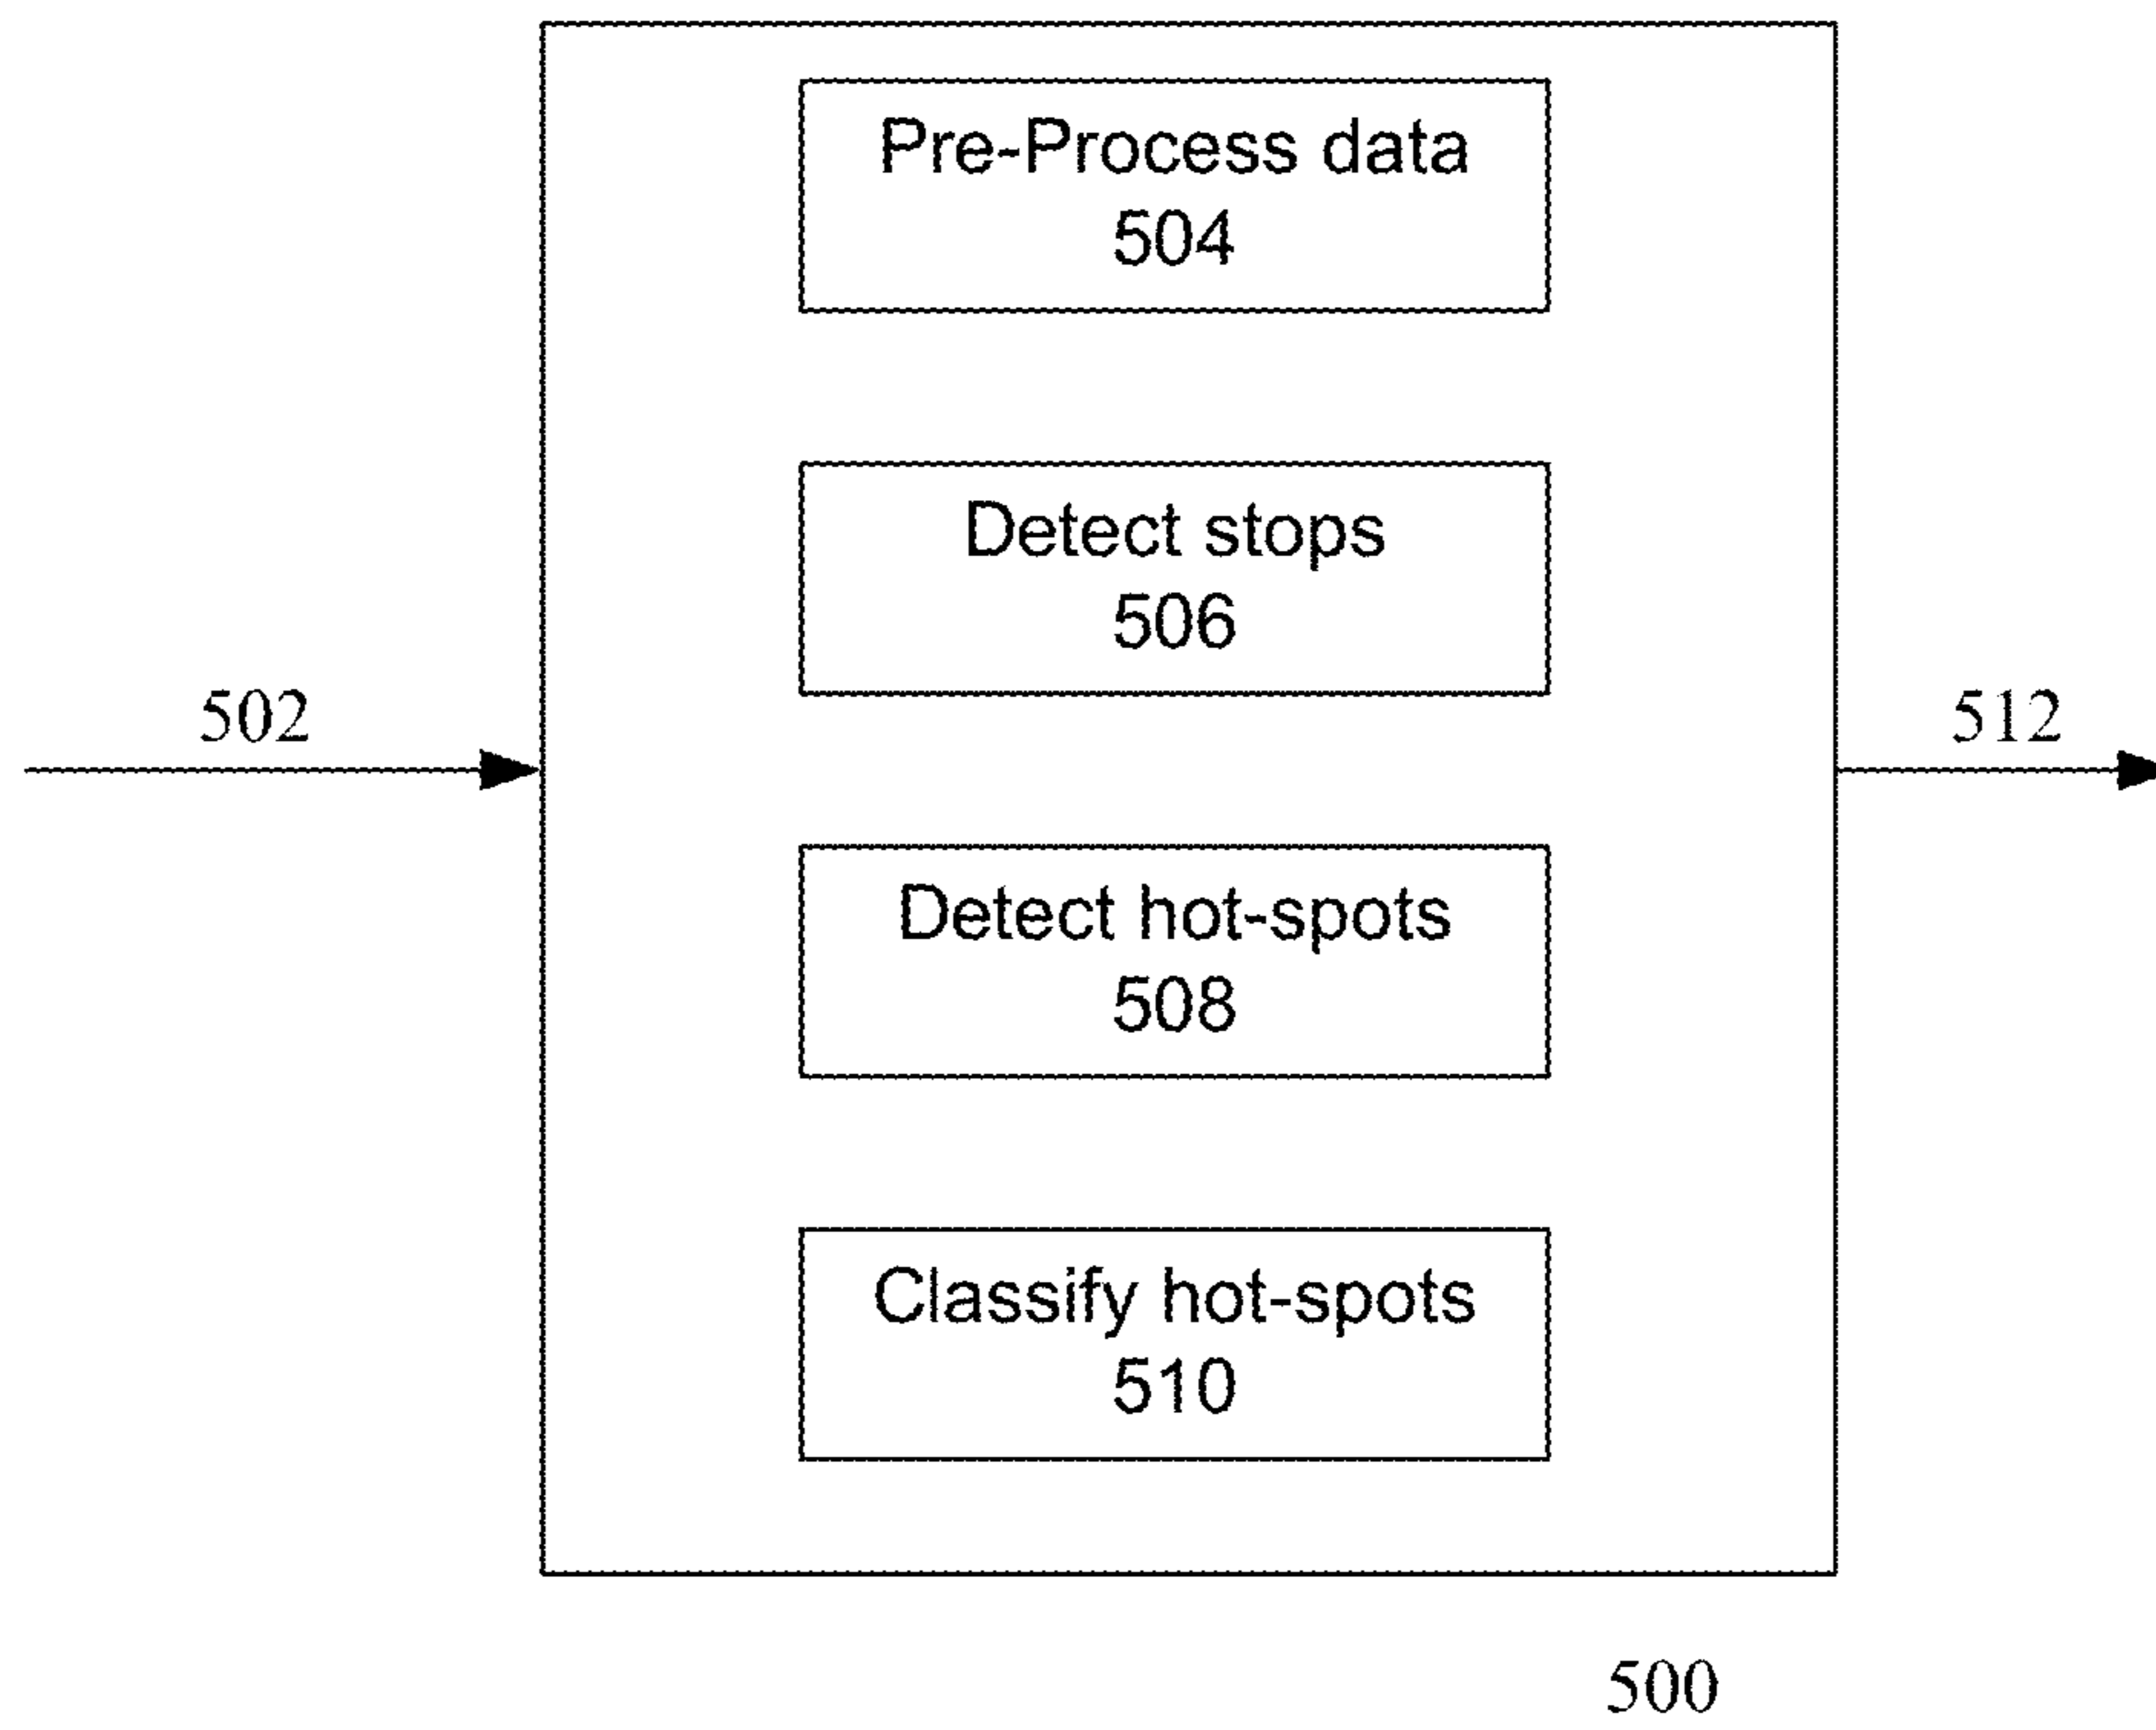 Pre-Process data
504
Detect stops
506
502
512
Detect hot-spots
508
Classify hot-spots
510
500